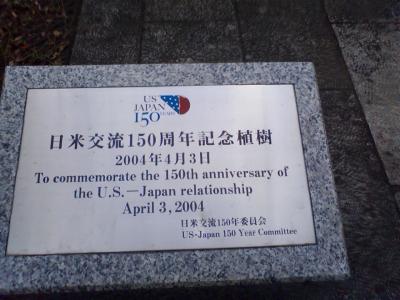 US
JAPAN
150 YEARS
日米交流150周年記念植樹
2004年4月3日
To commemorate the 150th anniversary of
the U.S.—Japan relationship
April 3, 2004
日米交流150年委員会
US-Japan 150 Year Committee